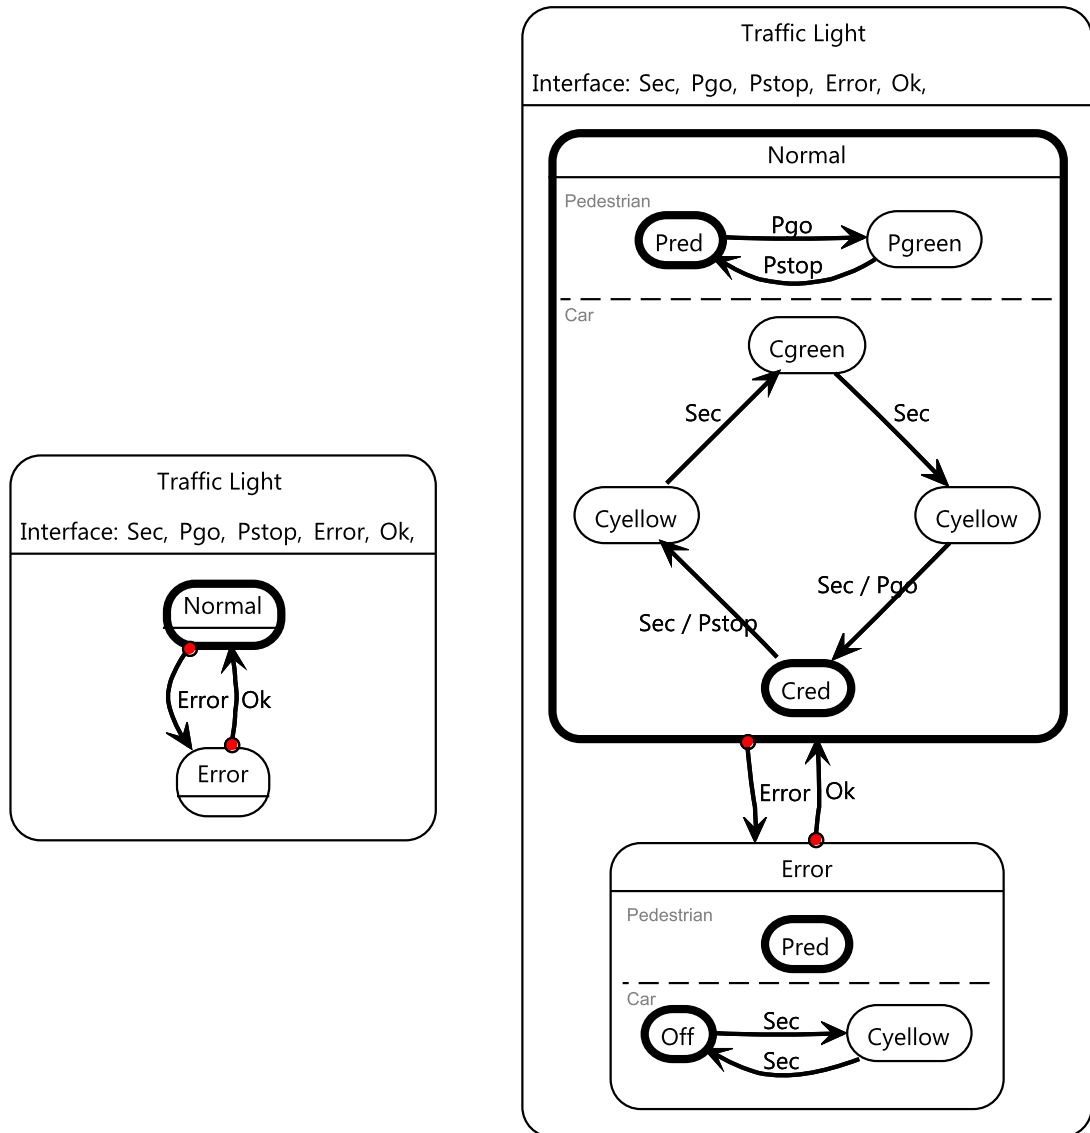 Traffic Light
Interface: Sec, Pgo, Pstop, Error, Ok,
Normal
Error Ok
Error
Traffic Light
Interface: Sec, Pgo, Pstop, Error, Ok,
Normal
Pedestrian
Pgo
Pred
Pgreen
Pstop
Car
Cgreen
Sec
Sec
Cyellow
Cyellow
Sec / Pgo
Sec / Pstop
Cred
Error Ok
Error
Pedestrian
Pred
Car
Sec
Off
Cyellow
Sec